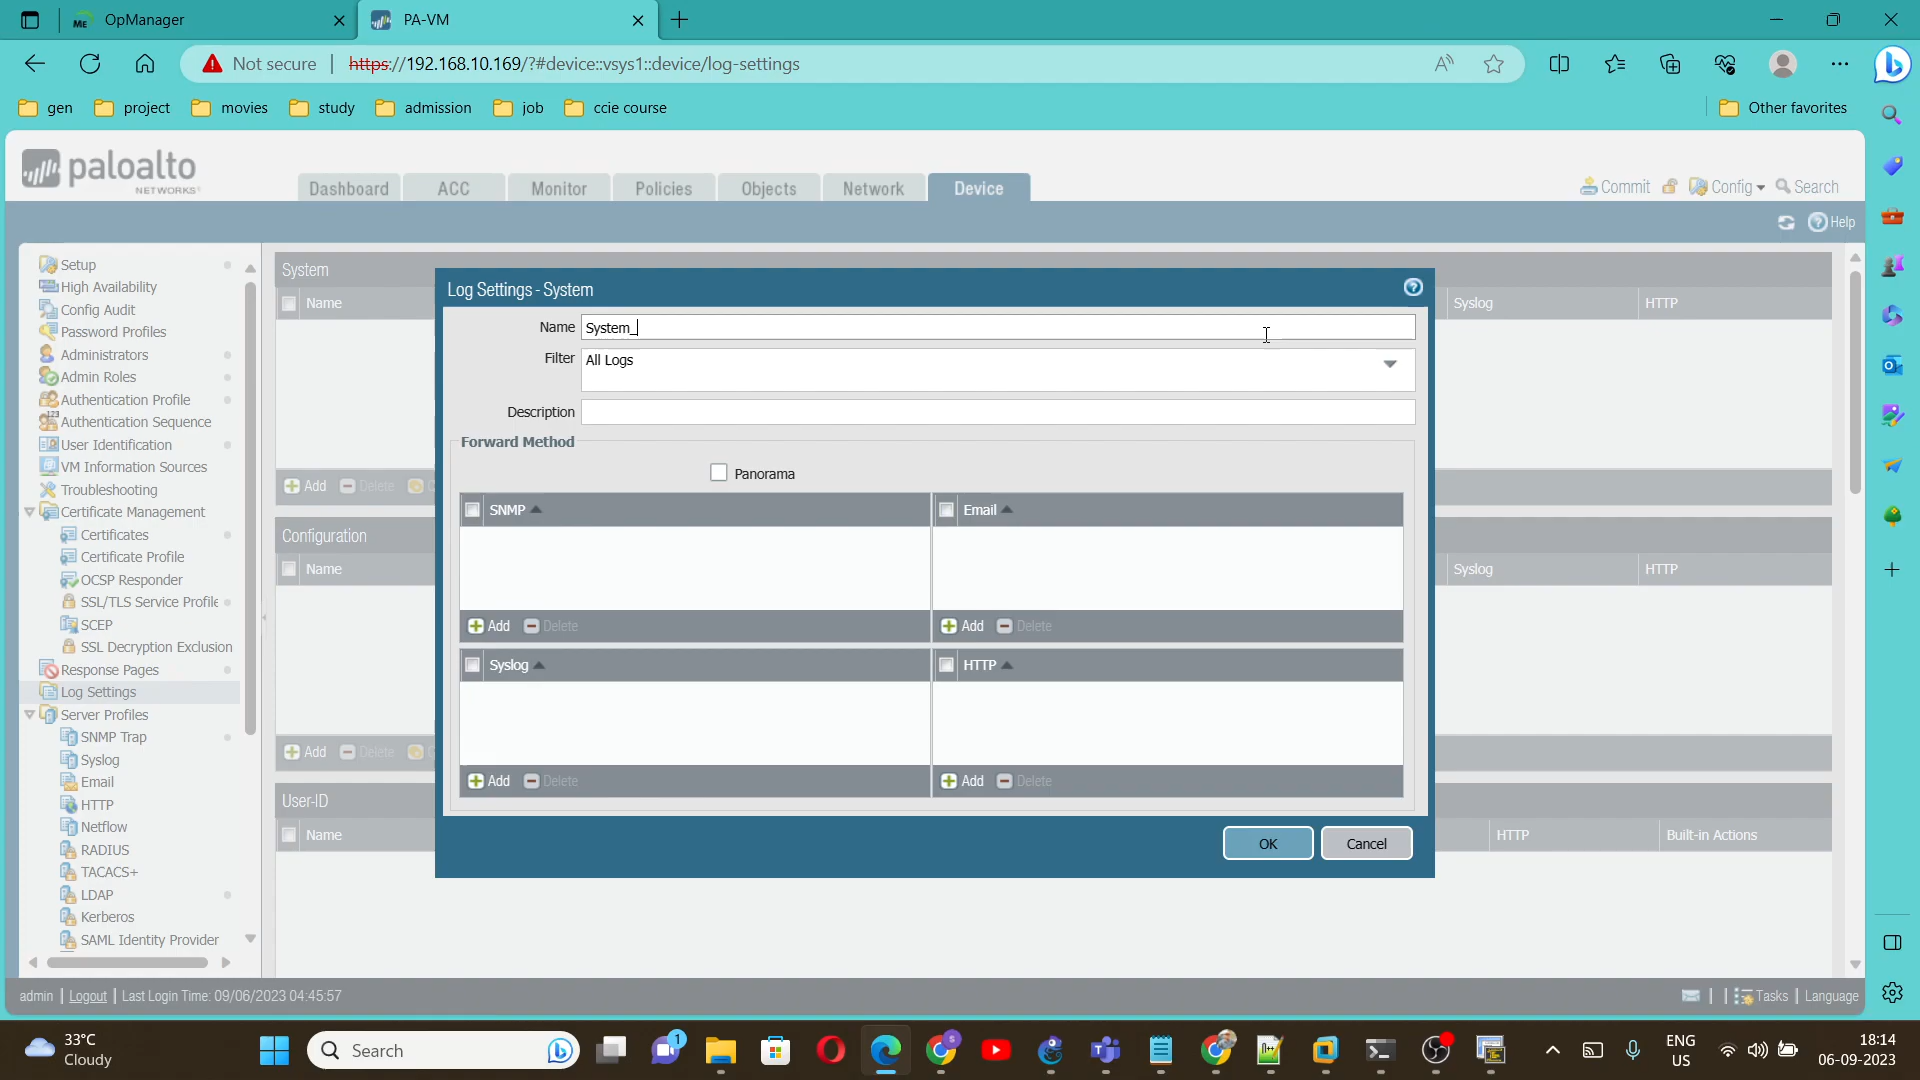 OpManager
PA-VM
Not secure
https://192.168.10.169/?#device::vsys1::device/log-settings
gen
project
movies
study
admission
job
ccie course
Other favorites
paloalto
NETWORKS
Dashboard
ACC
Monitor
Policies
Objects
Network
Device
Commit
Config
Search
Help
Setup
High Availability
Config Audit
Password Profiles
Administrators
Admin Roles
Authentication Profile
Authentication Sequence
User Identification
VM Information Sources
Troubleshooting
Certificate Management
Certificates
Certificate Profile
OCSP Responder
SSL/TLS Service Profile
SCEP
SSL Decryption Exclusion
Response Pages
Log Settings
Server Profiles
SNMP Trap
Syslog
Email
HTTP
Netflow
RADIUS
TACACS+
LDAP
Kerberos
SAML Identity Provider
System
Name
Syslog
HTTP
Add
Delete
Configuration
Name
Syslog
HTTP
Add
Delete
User-ID
Name
HTTP
Built-in Actions
Log Settings - System
Name
System_
Filter
All Logs
Description
Forward Method
Panorama
SNMP
Email
Add
Delete
Add
Delete
Syslog
HTTP
Add
Delete
Add
Delete
OK
Cancel
admin | Logout | Last Login Time: 09/06/2023 04:45:57
Tasks | Language
33°C
Cloudy
Search
1
ENG
US
18:14
06-09-2023